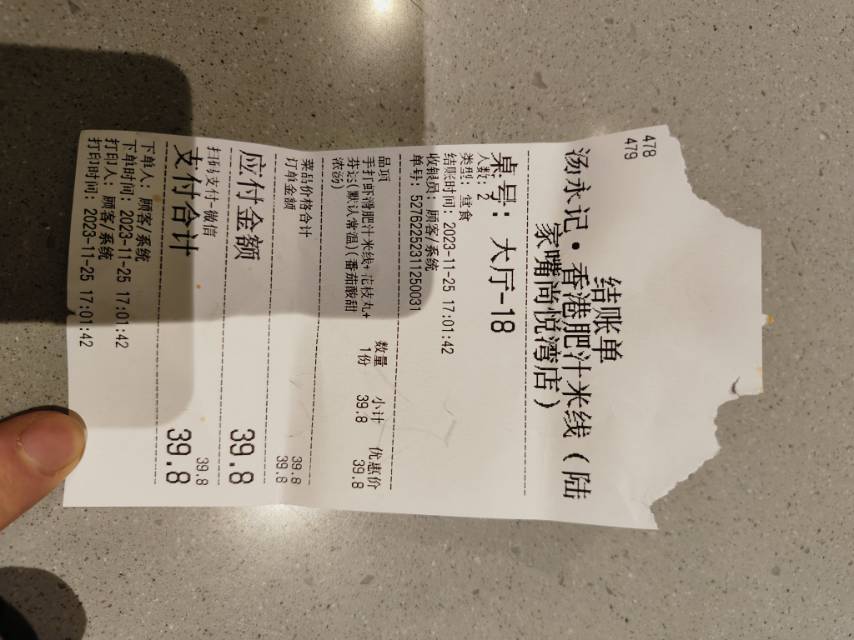 478
479
结账单
汤永记·香港肥汁米线（陆
家嘴尚悦湾店）
桌号：大厅-18
人数：2
类型：堂食
结账时间：2023-11-25 17:01:42
收银员：顾客/系统
单号：52782252311250031
品项 数量 小计 优惠价
手打虾滑肥汁米线+花枝丸+ 1份 39.8 39.8
芬达(默认常温)(番茄酸甜
浓汤)
菜品价格合计 39.8
订单金额 39.8
应付金额 39.8
扫码支付-微信 39.8
支付合计 39.8
下单人：顾客/系统
下单时间：2023-11-25 17:01:42
打印人：顾客/系统
打印时间：2023-11-25 17:01:42